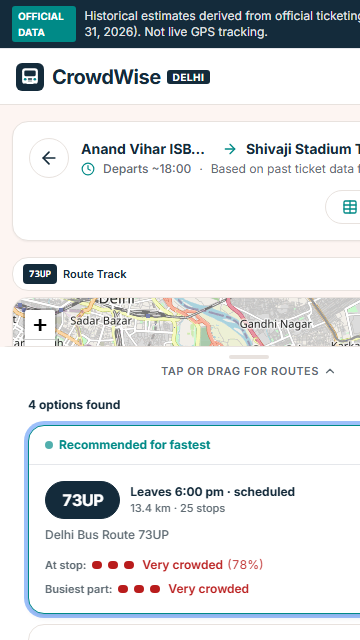 OFFICIAL DATA
Historical estimates derived from official ticketing
31, 2026). Not live GPS tracking.
CrowdWise DELHI
Anand Vihar ISB... → Shivaji Stadium T
Departs ~18:00 · Based on past ticket data f
73UP Route Track
Delhi
+
Sadar Bazar
Gandhi Nagar
TAP OR DRAG FOR ROUTES
4 options found
Recommended for fastest
73UP
Leaves 6:00 pm · scheduled
13.4 km · 25 stops
Delhi Bus Route 73UP
At stop: Very crowded (78%)
Busiest part: Very crowded